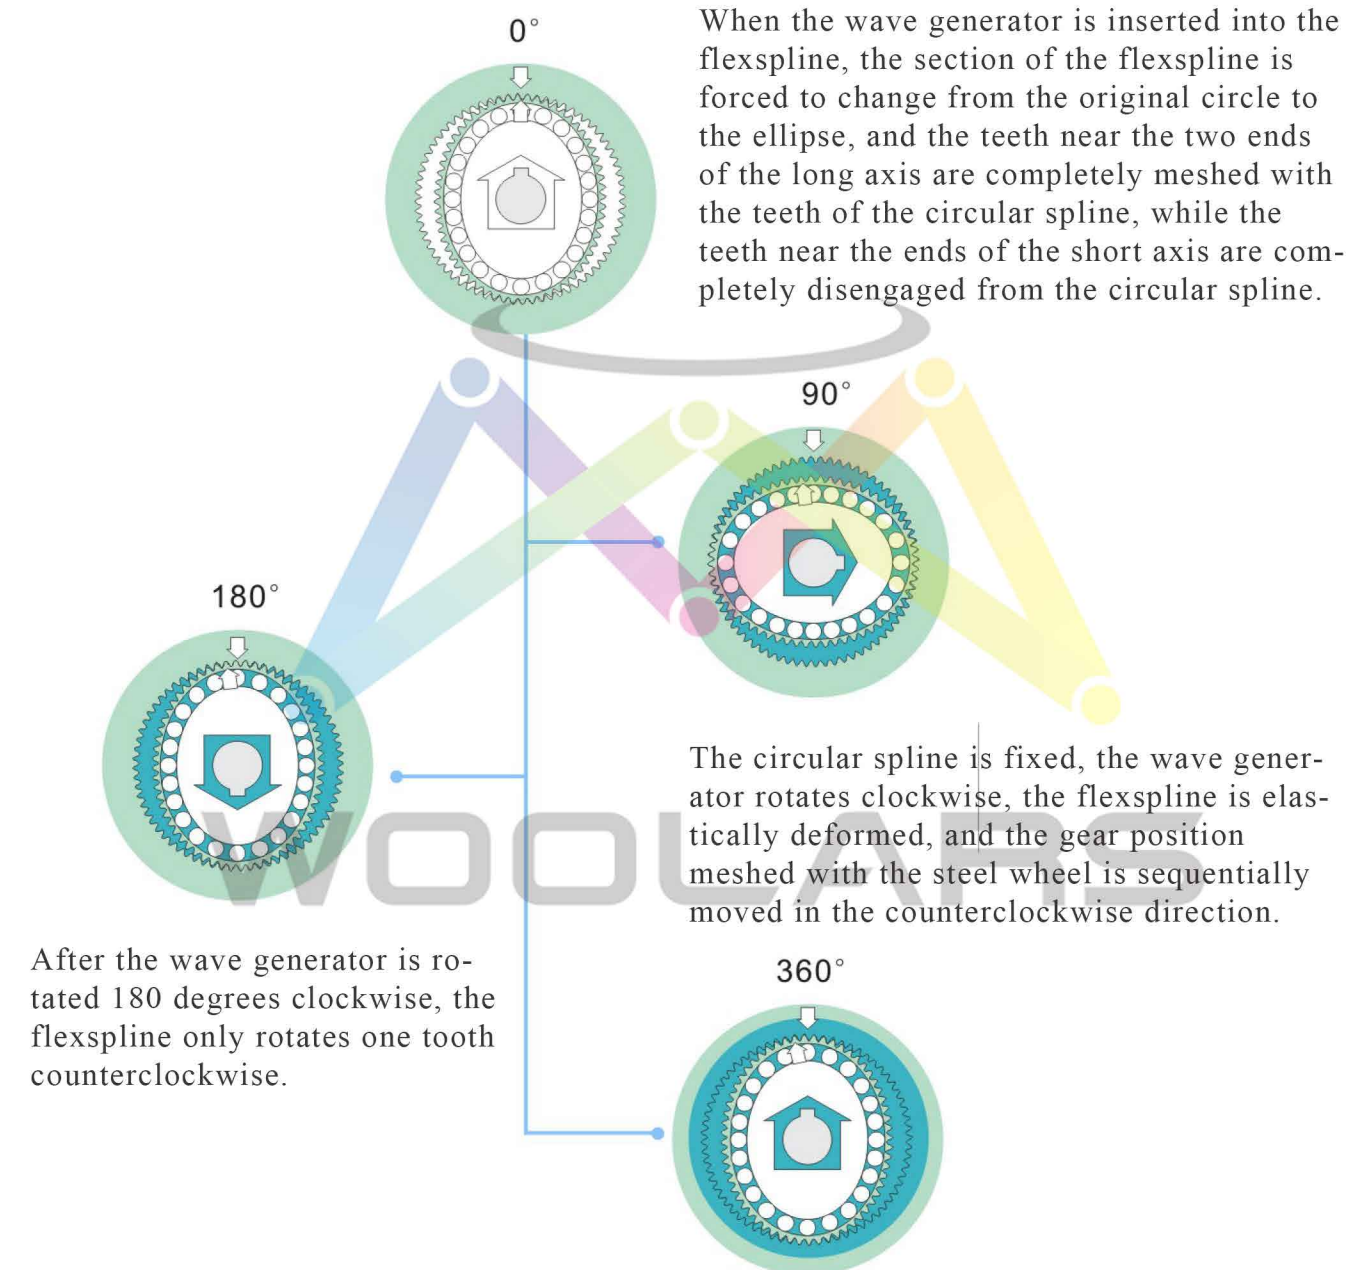 0°
When the wave generator is inserted into the
flexspline, the section of the flexspline is
forced to change from the original circle to
the ellipse, and the teeth near the two ends
of the long axis are completely meshed with
the teeth of the circular spline, while the
teeth near the ends of the short axis are com-
pletely disengaged from the circular spline.
90°
180°
The circular spline is fixed, the wave gener-
ator rotates clockwise, the flexspline is elas-
tically deformed, and the gear position
meshed with the steel wheel is sequentially
moved in the counterclockwise direction.
WOOLARS
After the wave generator is ro-
tated 180 degrees clockwise, the
flexspline only rotates one tooth
counterclockwise.
360°